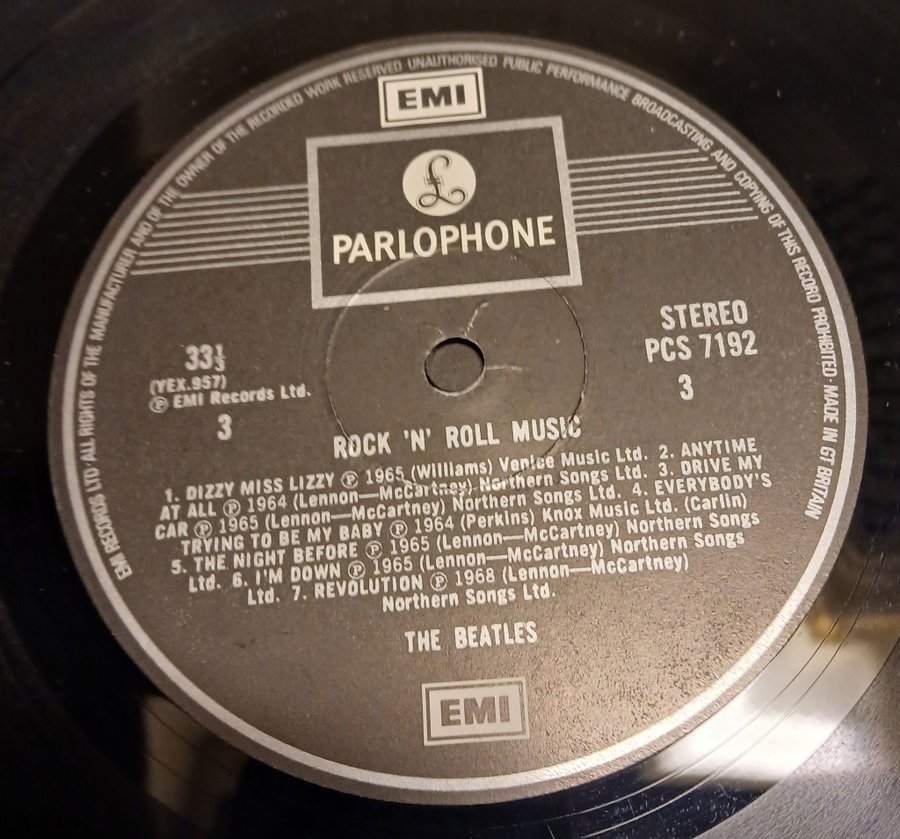 EMI RECORDS LTD·ALL RIGHTS OF THE MANUFACTURER AND OF THE OWNER OF THE RECORDED WORK RESERVED UNAUTHORISED PUBLIC PERFORMANCE BROADCASTING AND COPYING OF THIS RECORD PROHIBITED·MADE IN GT BRITAIN
EMI
£
PARLOPHONE
33⅓
(YEX.957)
Ⓟ EMI Records Ltd.
3
STEREO
PCS 7192
3
ROCK 'N' ROLL MUSIC
1. DIZZY MISS LIZZY Ⓟ 1965 (Williams) Venice Music Ltd. 2. ANYTIME
AT ALL Ⓟ 1964 (Lennon—McCartney) Northern Songs Ltd. 3. DRIVE MY
CAR Ⓟ 1965 (Lennon—McCartney) Northern Songs Ltd. 4. EVERYBODY'S
TRYING TO BE MY BABY Ⓟ 1964 (Perkins) Knox Music Ltd. (Carlin)
5. THE NIGHT BEFORE Ⓟ 1965 (Lennon—McCartney) Northern Songs
Ltd. 6. I'M DOWN Ⓟ 1965 (Lennon—McCartney) Northern Songs
Ltd. 7. REVOLUTION Ⓟ 1968 (Lennon—McCartney)
Northern Songs Ltd.
THE BEATLES
EMI